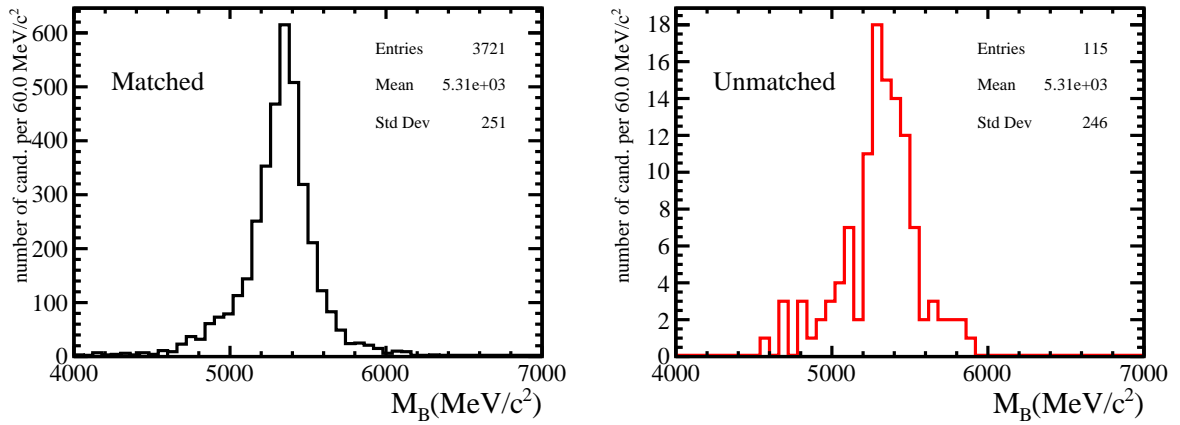 number of cand. per 60.0 MeV/c²
600
500
400
300
200
100
0
Matched
Entries 3721
Mean 5.31e+03
Std Dev 251
4000 5000 6000 7000
M_B(MeV/c²)
number of cand. per 60.0 MeV/c²
18
16
14
12
10
8
6
4
2
0
Unmatched
Entries 115
Mean 5.31e+03
Std Dev 246
4000 5000 6000 7000
M_B(MeV/c²)